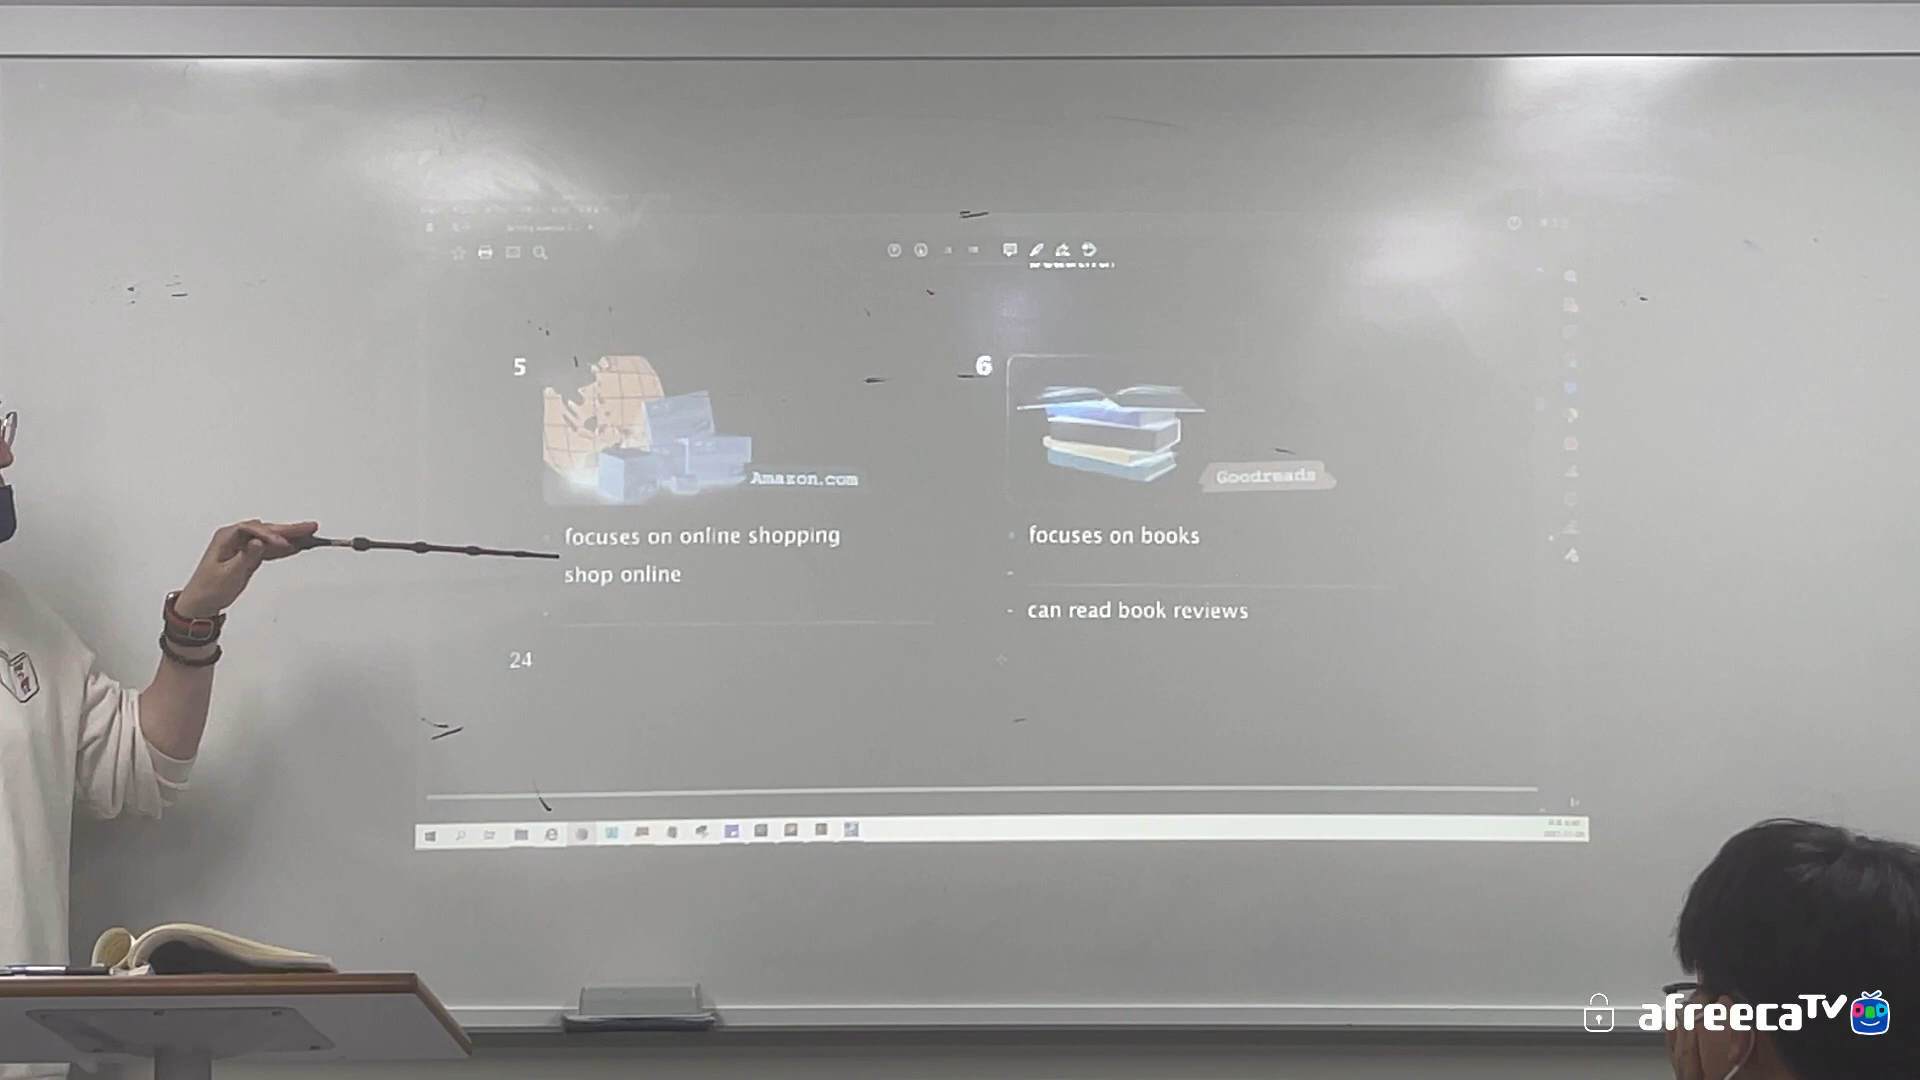 5
Amazon.com
focuses on online shopping
shop online
24
6
Goodreads
focuses on books
-
- can read book reviews
afreecaTV